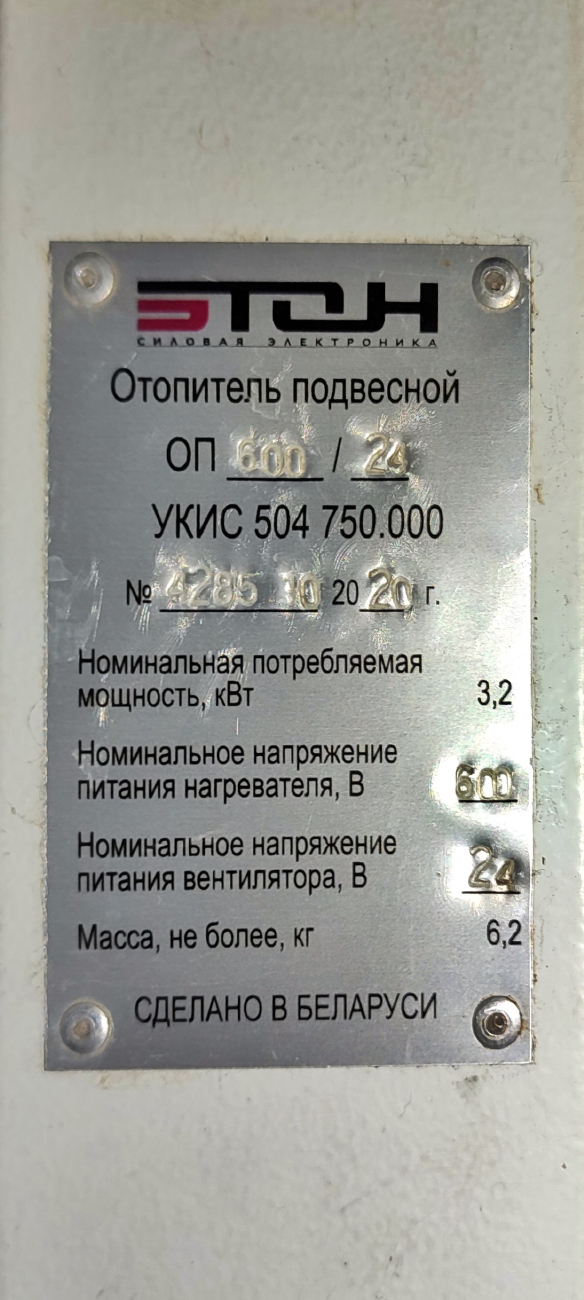 ЭТОН
СИЛОВАЯ ЭЛЕКТРОНИКА
Отопитель подвесной
ОП 600 / 24
УКИС 504 750.000
№ 4285 10 2020 г.
Номинальная потребляемая
мощность, кВт 3,2
Номинальное напряжение
питания нагревателя, В 600
Номинальное напряжение
питания вентилятора, В 24
Масса, не более, кг 6,2
СДЕЛАНО В БЕЛАРУСИ